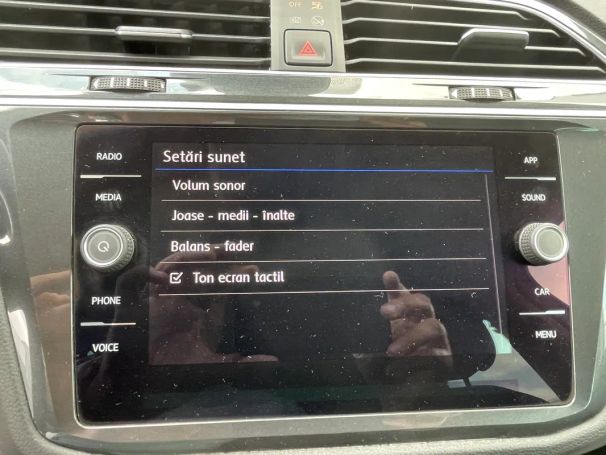 OFF
RADIO
MEDIA
PHONE
VOICE
Setări sunet
Volum sonor
Joase - medii - înalte
Balans - fader
Ton ecran tactil
APP
SOUND
CAR
MENU